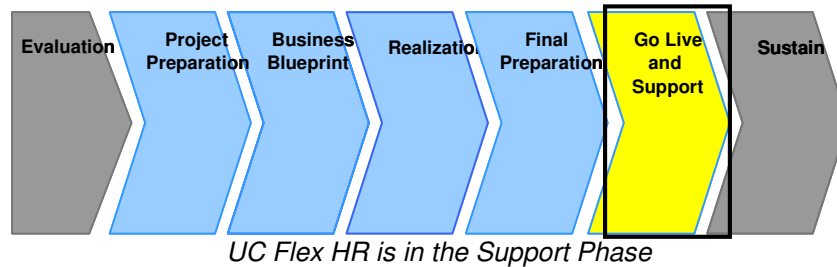 Evaluation
Project
Preparation
Business
Blueprint
Realization
Final
Preparation
Go Live
and
Support
Sustain
UC Flex HR is in the Support Phase